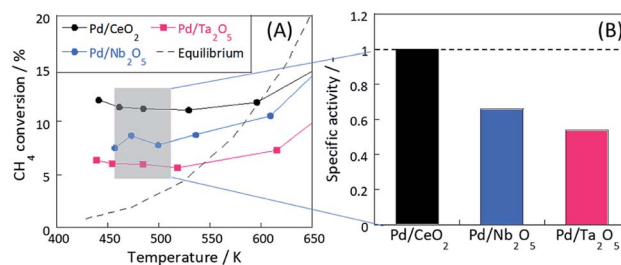 Pd/CeO2 Pd/Ta2O5
Pd/Nb2O5 Equilibrium
(A)
20
15
10
5
0
CH4 conversion / %
400 450 500 550 600 650
Temperature / K
(B)
1
0.8
0.6
0.4
0.2
0
Specific activity /
Pd/CeO2 Pd/Nb2O5 Pd/Ta2O5